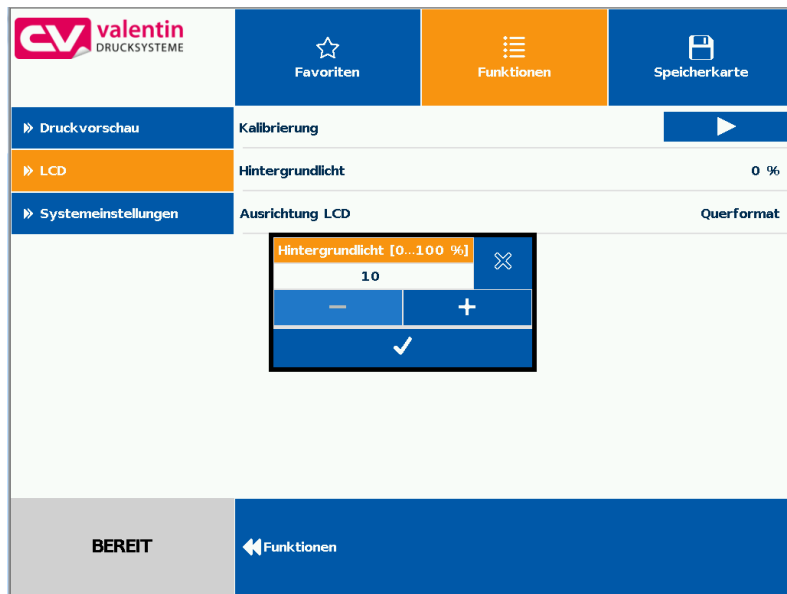 valentin
DRUCKSYSTEME
Favoriten
Funktionen
Speicherkarte
Druckvorschau
Kalibrierung
LCD
Hintergrundlicht
0 %
Systemeinstellungen
Ausrichtung LCD
Querformat
Hintergrundlicht [0...100 %]
10
BEREIT
Funktionen